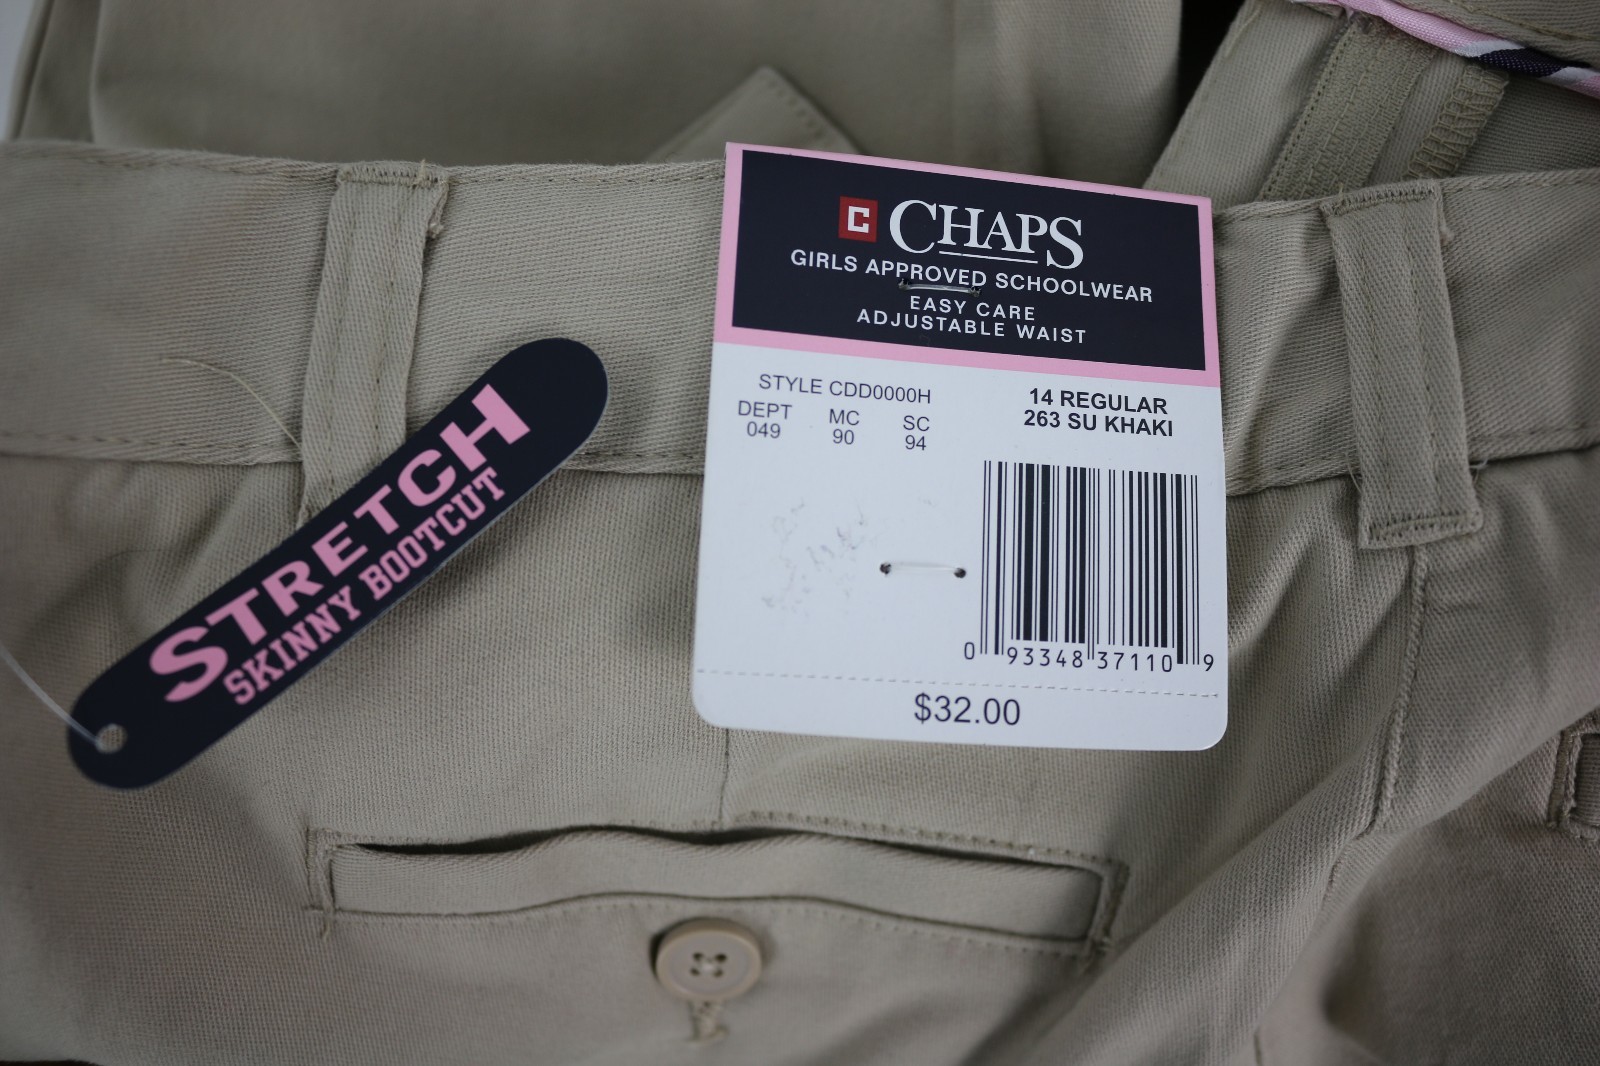 C CHAPS
GIRLS APPROVED SCHOOLWEAR
EASY CARE
ADJUSTABLE WAIST
STYLE CDD0000H
DEPT MC SC
049 90 94
14 REGULAR
263 SU KHAKI
0 93348 37110 9
$32.00
STRETCH
SKINNY BOOTCUT